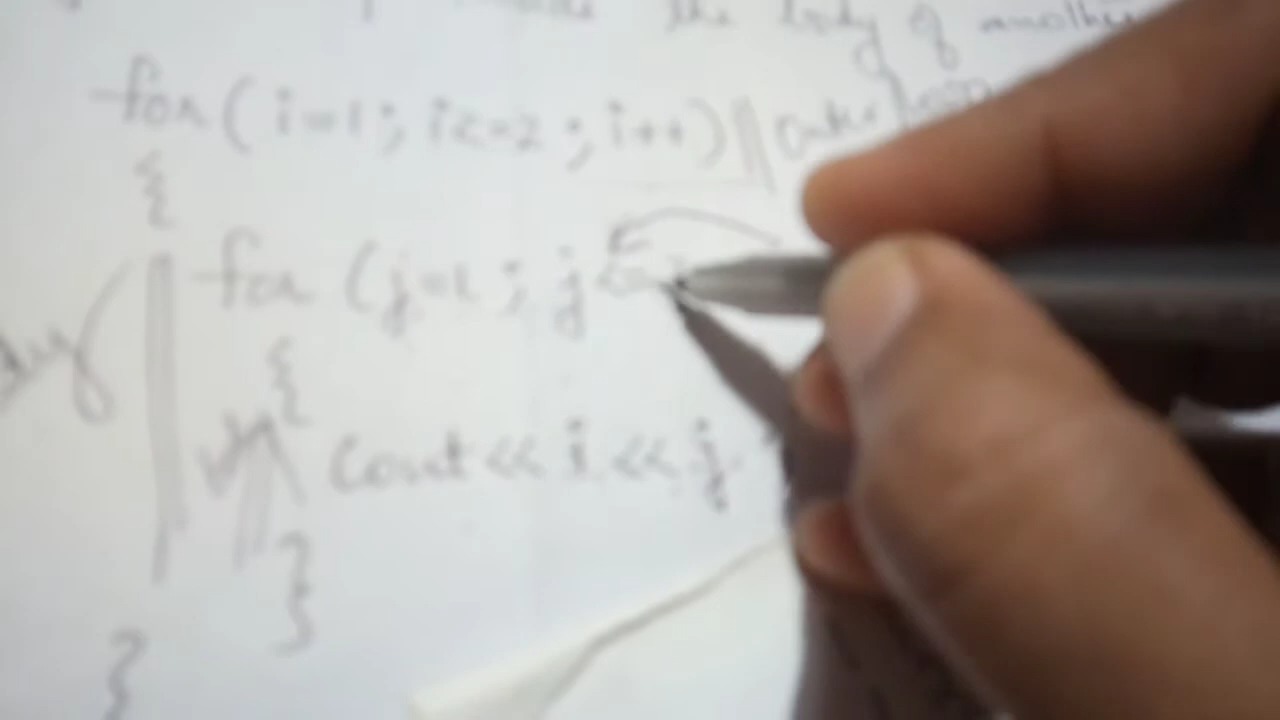 the body of another
for ( i=1; i<=2 ; i++) || outer loop
{
for (j=1 ; j<=
{
Cout << i << j
}
}